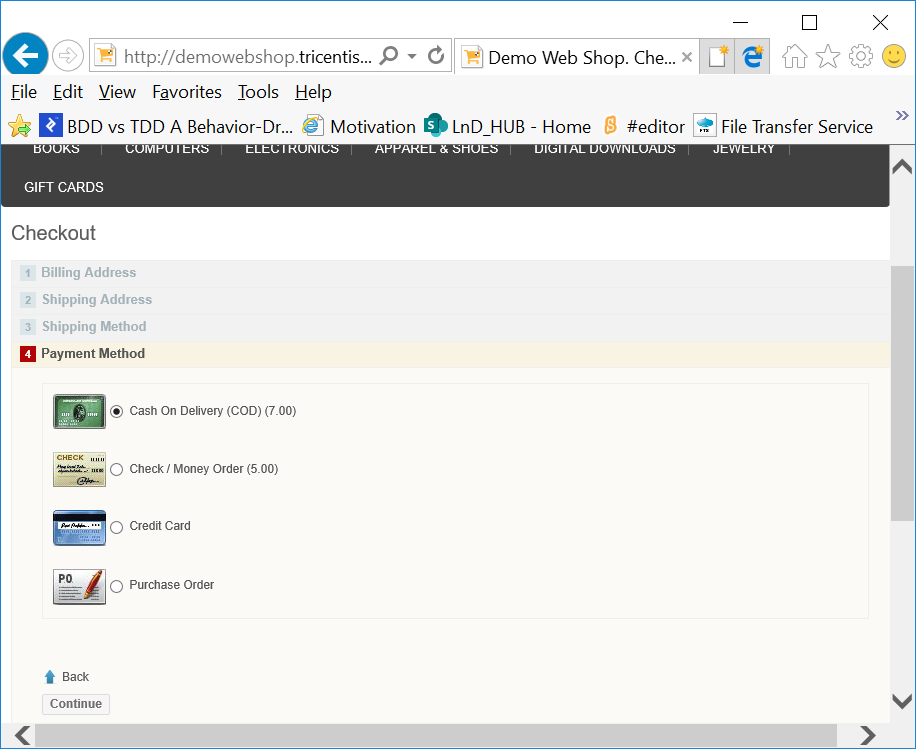 http://demowebshop.tricentis... Demo Web Shop. Che...
File Edit View Favorites Tools Help
BDD vs TDD A Behavior-Dr... Motivation LnD_HUB - Home #editor File Transfer Service
BOOKS COMPUTERS ELECTRONICS APPAREL & SHOES DIGITAL DOWNLOADS JEWELRY
GIFT CARDS
Checkout
1 Billing Address
2 Shipping Address
3 Shipping Method
4 Payment Method
Cash On Delivery (COD) (7.00)
CHECK Check / Money Order (5.00)
Credit Card
PO Purchase Order
Back
Continue